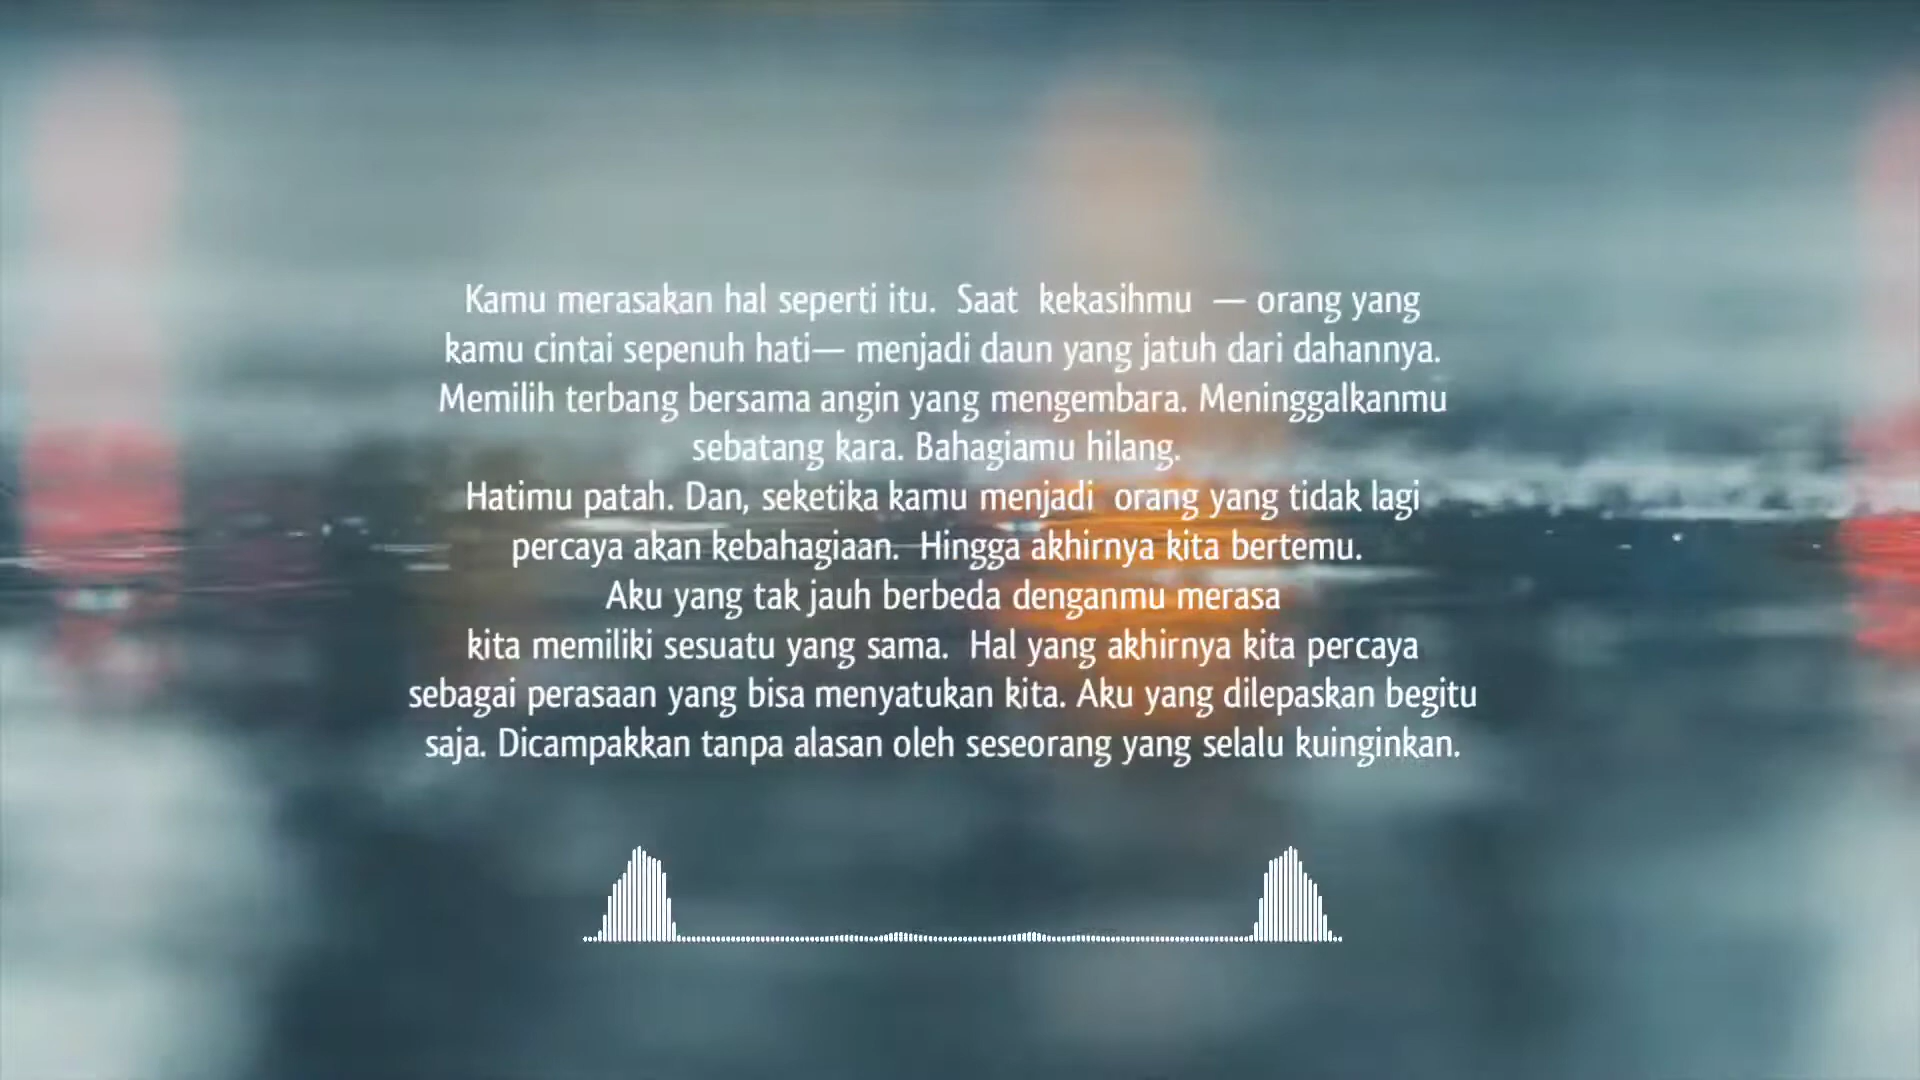 Kamu merasakan hal seperti itu.  Saat  kekasihmu  — orang yang
kamu cintai sepenuh hati— menjadi daun yang jatuh dari dahannya.
Memilih terbang bersama angin yang mengembara. Meninggalkanmu
sebatang kara. Bahagiamu hilang.
Hatimu patah. Dan, seketika kamu menjadi  orang yang tidak lagi
percaya akan kebahagiaan.  Hingga akhirnya kita bertemu.
Aku yang tak jauh berbeda denganmu merasa
kita memiliki sesuatu yang sama.  Hal yang akhirnya kita percaya
sebagai perasaan yang bisa menyatukan kita. Aku yang dilepaskan begitu
saja. Dicampakkan tanpa alasan oleh seseorang yang selalu kuinginkan.